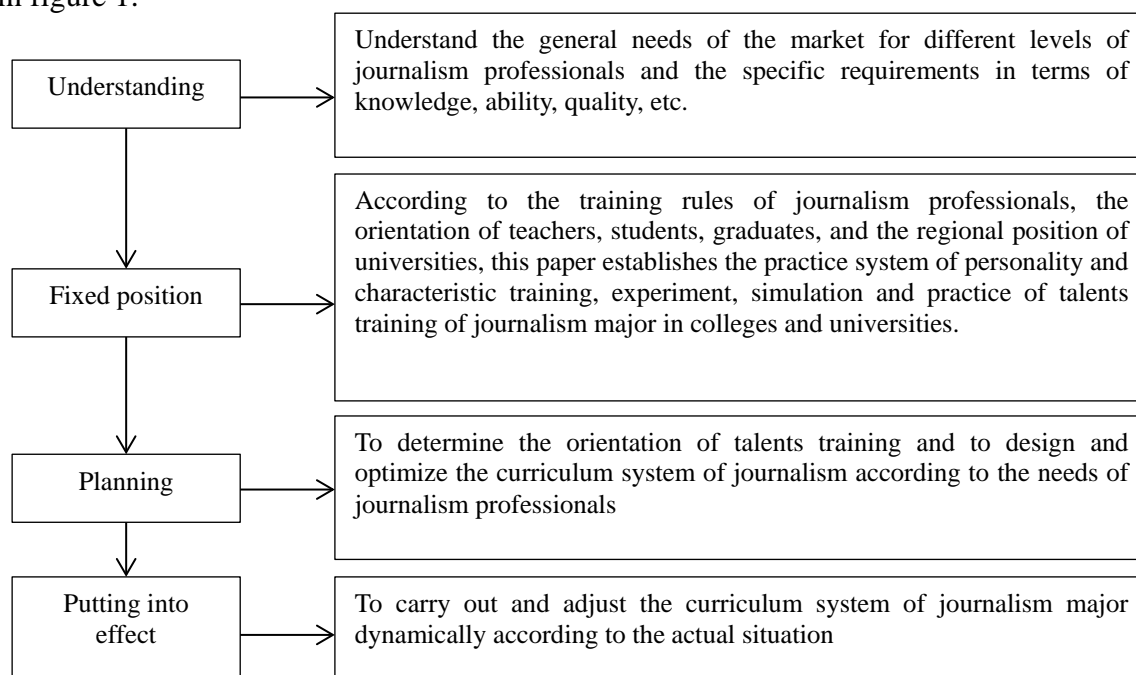 in figure 1.
Understanding
Understand the general needs of the market for different levels of
journalism professionals and the specific requirements in terms of
knowledge, ability, quality, etc.
Fixed position
According to the training rules of journalism professionals, the
orientation of teachers, students, graduates, and the regional position of
universities, this paper establishes the practice system of personality and
characteristic training, experiment, simulation and practice of talents
training of journalism major in colleges and universities.
Planning
To determine the orientation of talents training and to design and
optimize the curriculum system of journalism according to the needs of
journalism professionals
Putting into
effect
To carry out and adjust the curriculum system of journalism major
dynamically according to the actual situation